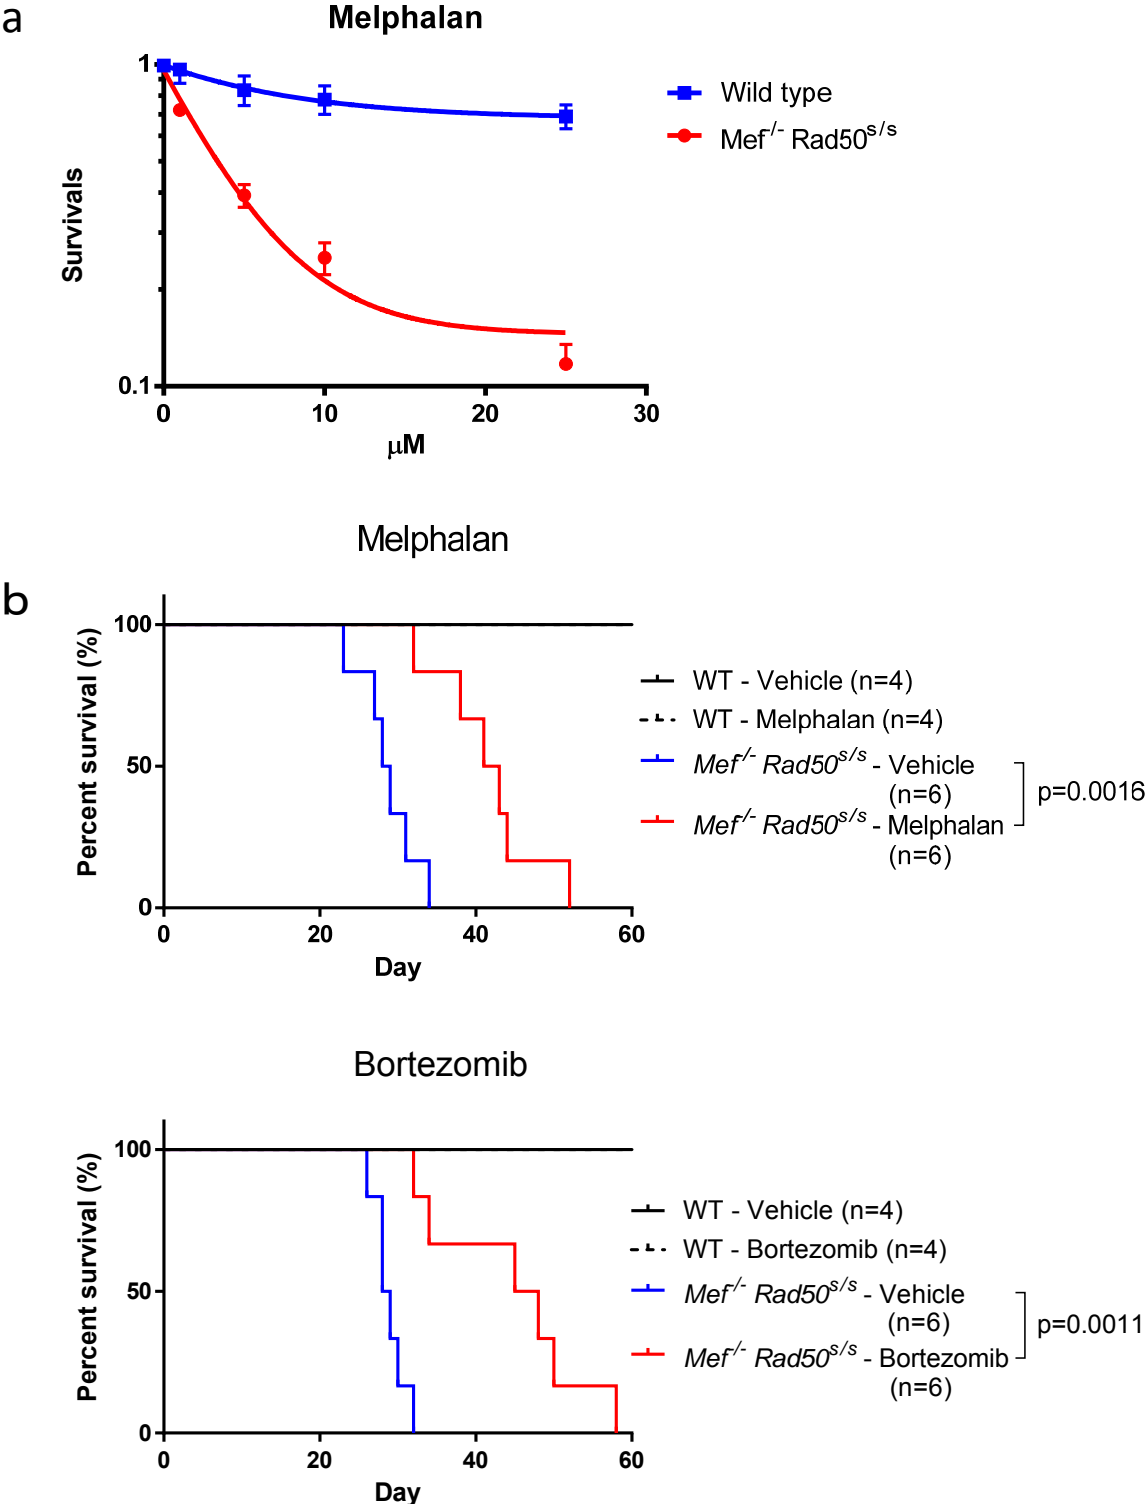 a
Melphalan
1
Wild type
Mef-/- Rad50s/s
Survivals
0.1
0 10 20 30
μM
Melphalan
b
100
Percent survival (%)
WT - Vehicle (n=4)
WT - Melphalan (n=4)
50
Mef-/- Rad50s/s - Vehicle
(n=6)
p=0.0016
Mef-/- Rad50s/s - Melphalan
(n=6)
0
0 20 40 60
Day
Bortezomib
100
Percent survival (%)
WT - Vehicle (n=4)
WT - Bortezomib (n=4)
50
Mef-/- Rad50s/s - Vehicle
(n=6)
p=0.0011
Mef-/- Rad50s/s - Bortezomib
(n=6)
0
0 20 40 60
Day